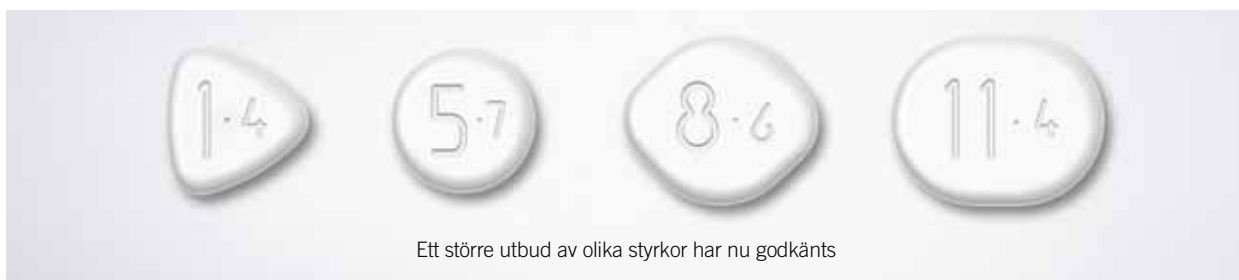 1.4 5.7 8.6 11.4
Ett större utbud av olika styrkor har nu godkänts